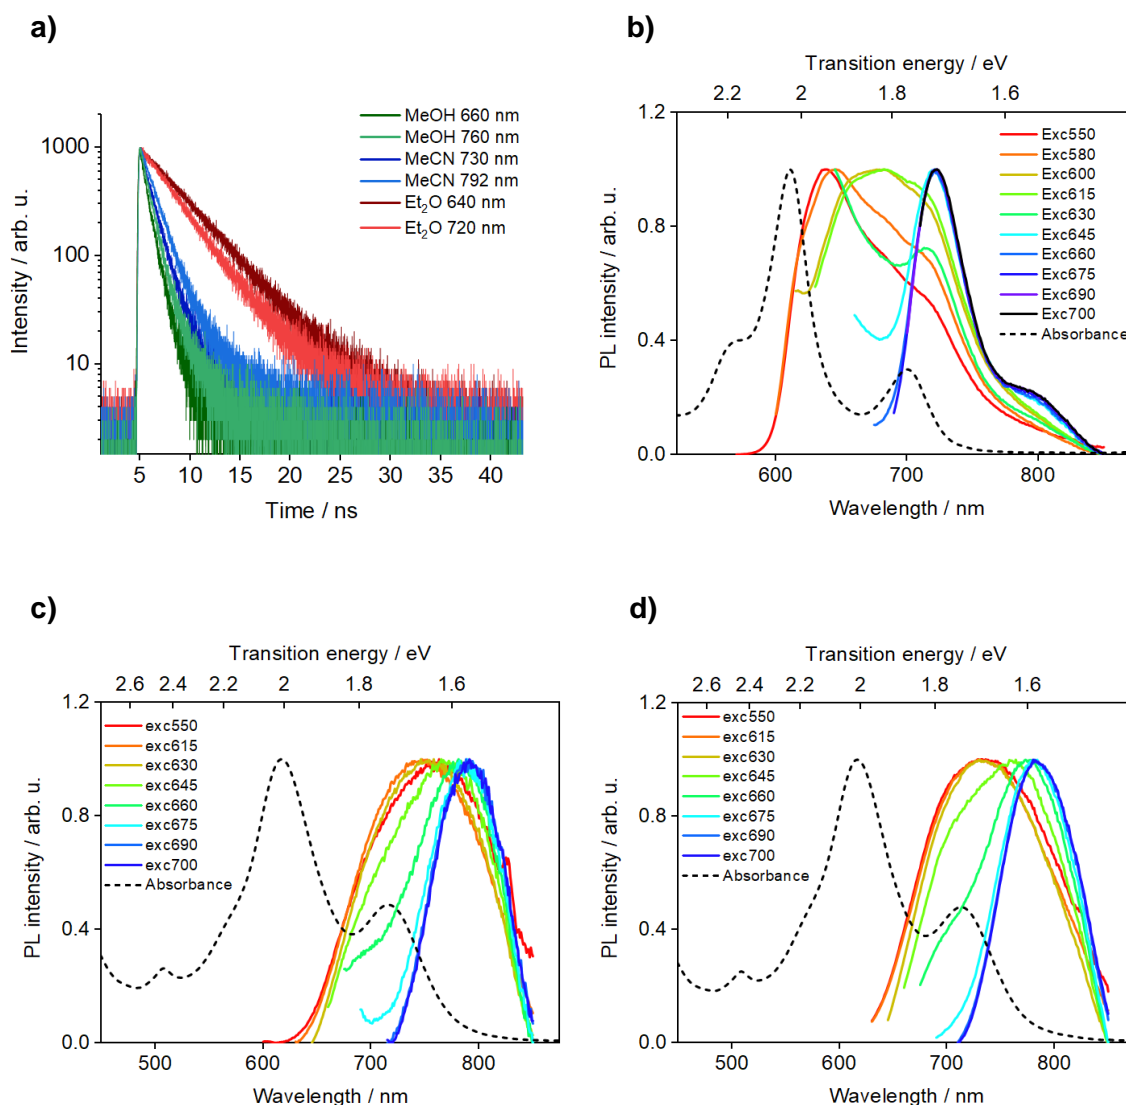 a)
Intensity / arb. u.
1000
100
10
5 10 15 20 25 30 35 40
Time / ns
MeOH 660 nm
MeOH 760 nm
MeCN 730 nm
MeCN 792 nm
Et₂O 640 nm
Et₂O 720 nm
b)
Transition energy / eV
2.2 2 1.8 1.6
PL intensity / arb. u.
1.2
0.8
0.4
0.0
600 700 800
Wavelength / nm
Exc550
Exc580
Exc600
Exc615
Exc630
Exc645
Exc660
Exc675
Exc690
Exc700
Absorbance
c)
Transition energy / eV
2.6 2.4 2.2 2 1.8 1.6
PL intensity / arb. u.
1.2
0.8
0.4
0.0
500 600 700 800
Wavelength / nm
exc550
exc615
exc630
exc645
exc660
exc675
exc690
exc700
Absorbance
d)
Transition energy / eV
2.6 2.4 2.2 2 1.8 1.6
PL intensity / arb. u.
1.2
0.8
0.4
0.0
500 600 700 800
Wavelength / nm
exc550
exc615
exc630
exc645
exc660
exc675
exc690
exc700
Absorbance